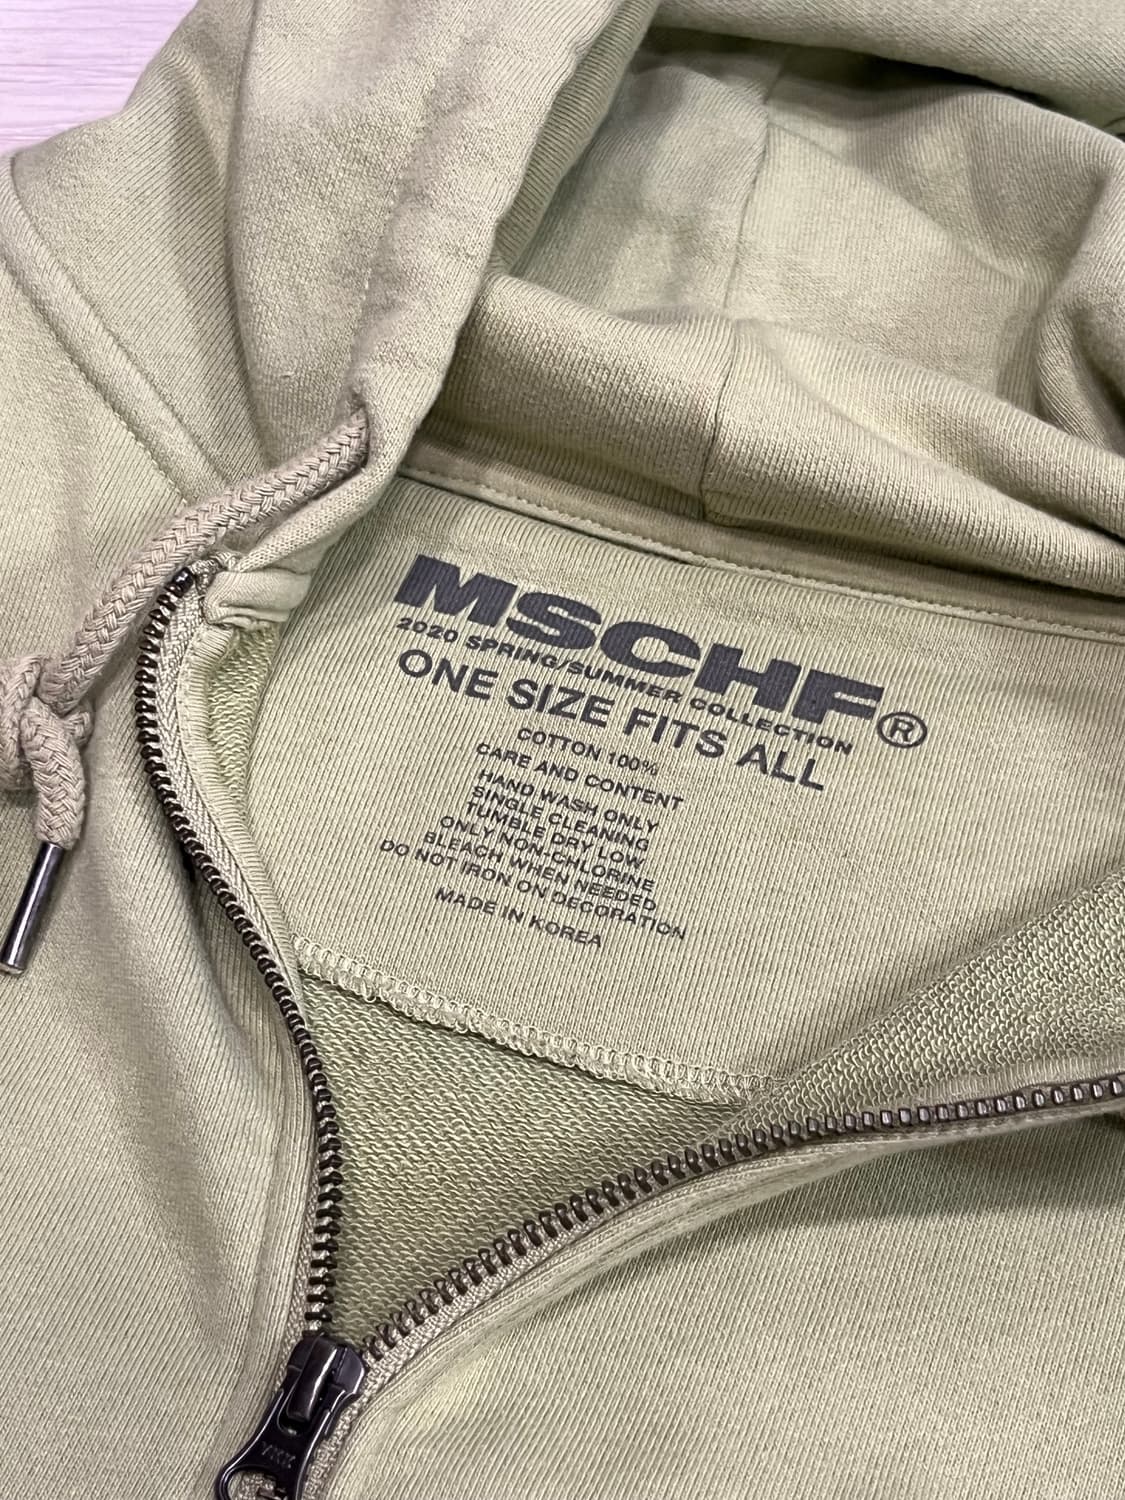 MSCHF®
2020 SPRING/SUMMER COLLECTION
ONE SIZE FITS ALL
COTTON 100%
CARE AND CONTENT
HAND WASH ONLY
SINGLE CLEANING
TUMBLE DRY LOW
ONLY NON-CHLORINE
BLEACH WHEN NEEDED
DO NOT IRON ON DECORATION
MADE IN KOREA
YKK